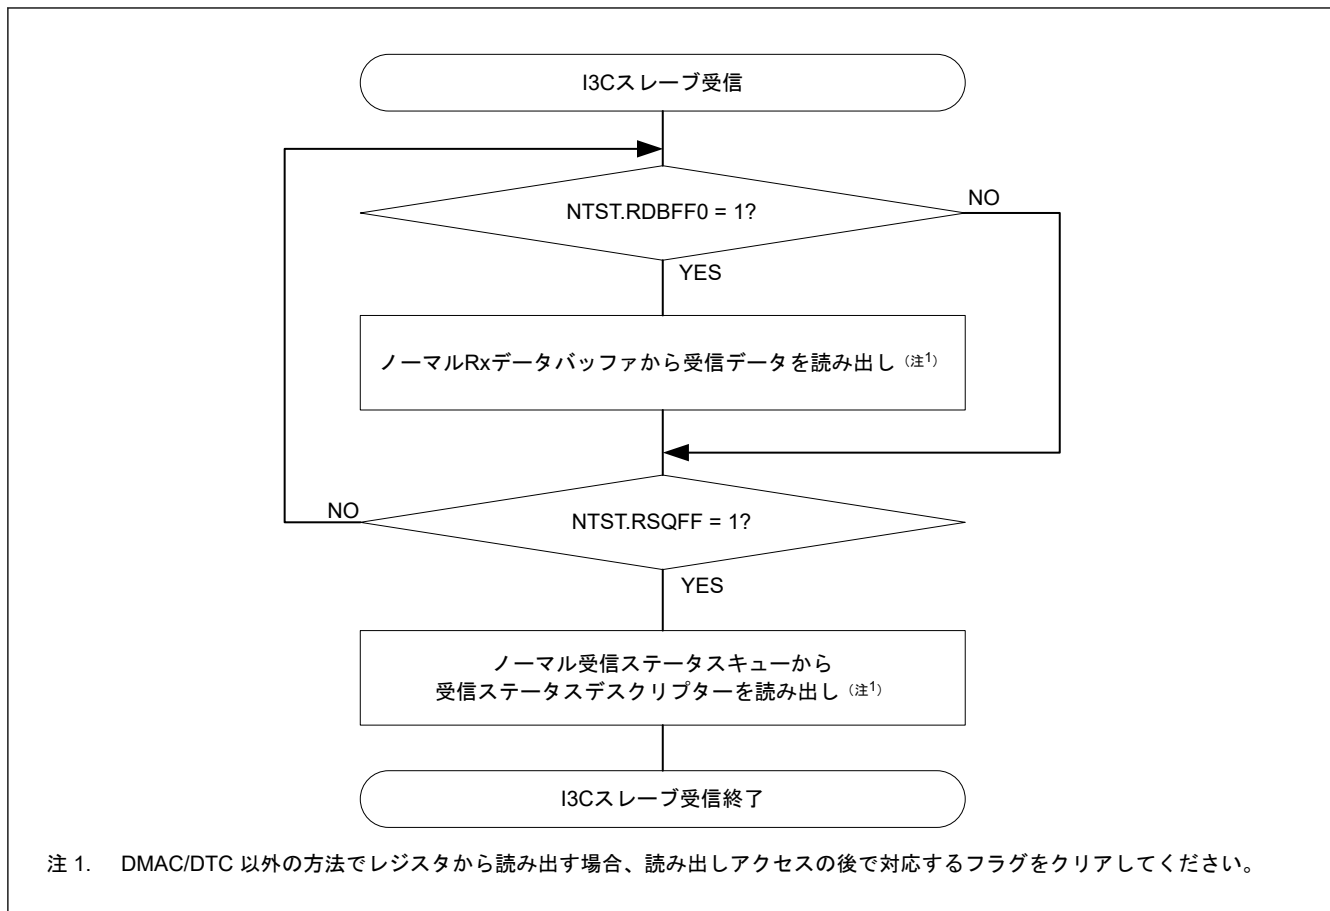 I3Cスレーブ受信
NTST.RDBFF0 = 1?
NO
YES
ノーマルRxデータバッファから受信データを読み出し（注1）
NO
NTST.RSQFF = 1?
YES
ノーマル受信ステータスキューから
受信ステータスデスクリプターを読み出し（注1）
I3Cスレーブ受信終了
注 1. DMAC/DTC 以外の方法でレジスタから読み出す場合、読み出しアクセスの後で対応するフラグをクリアしてください。